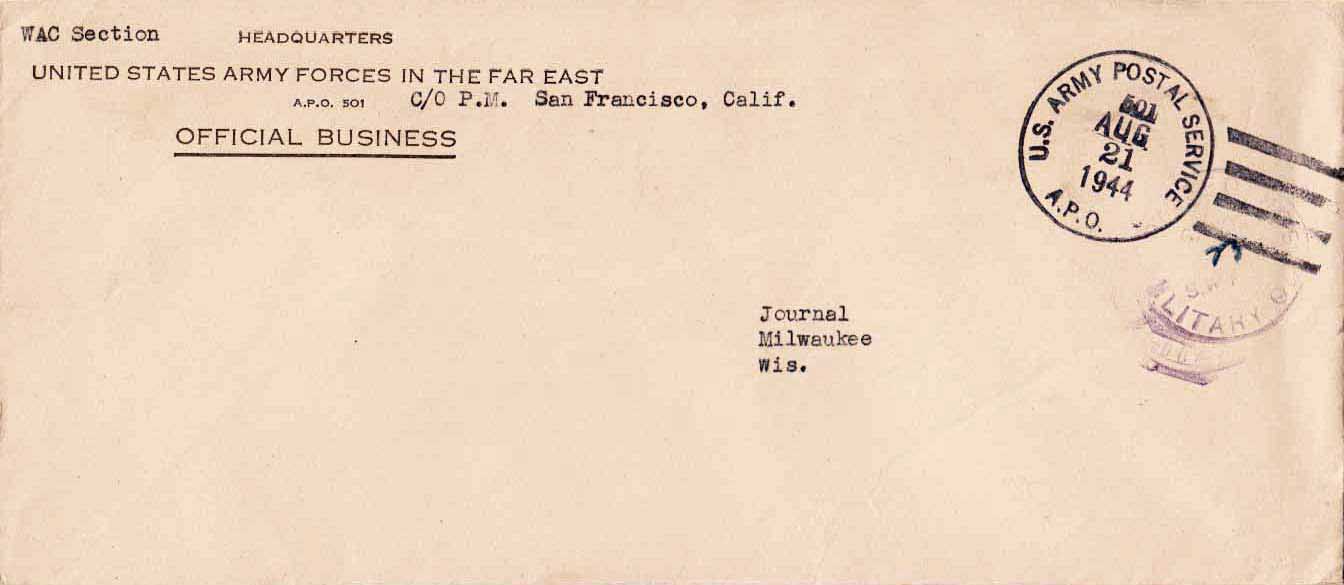 WAC Section HEADQUARTERS
UNITED STATES ARMY FORCES IN THE FAR EAST
A.P.O. 501 C/O P.M. San Francisco, Calif.
OFFICIAL BUSINESS
U.S. ARMY POSTAL SERVICE
501
AUG
21
1944
A.P.O.
Journal
Milwaukee
Wis.